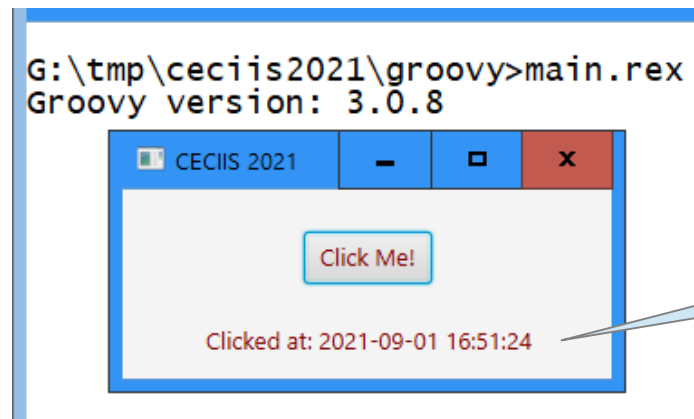 G:\tmp\ceciis2021\groovy>main.rex
Groovy version: 3.0.8
CECIIS 2021
Click Me!
Clicked at: 2021-09-01 16:51:24